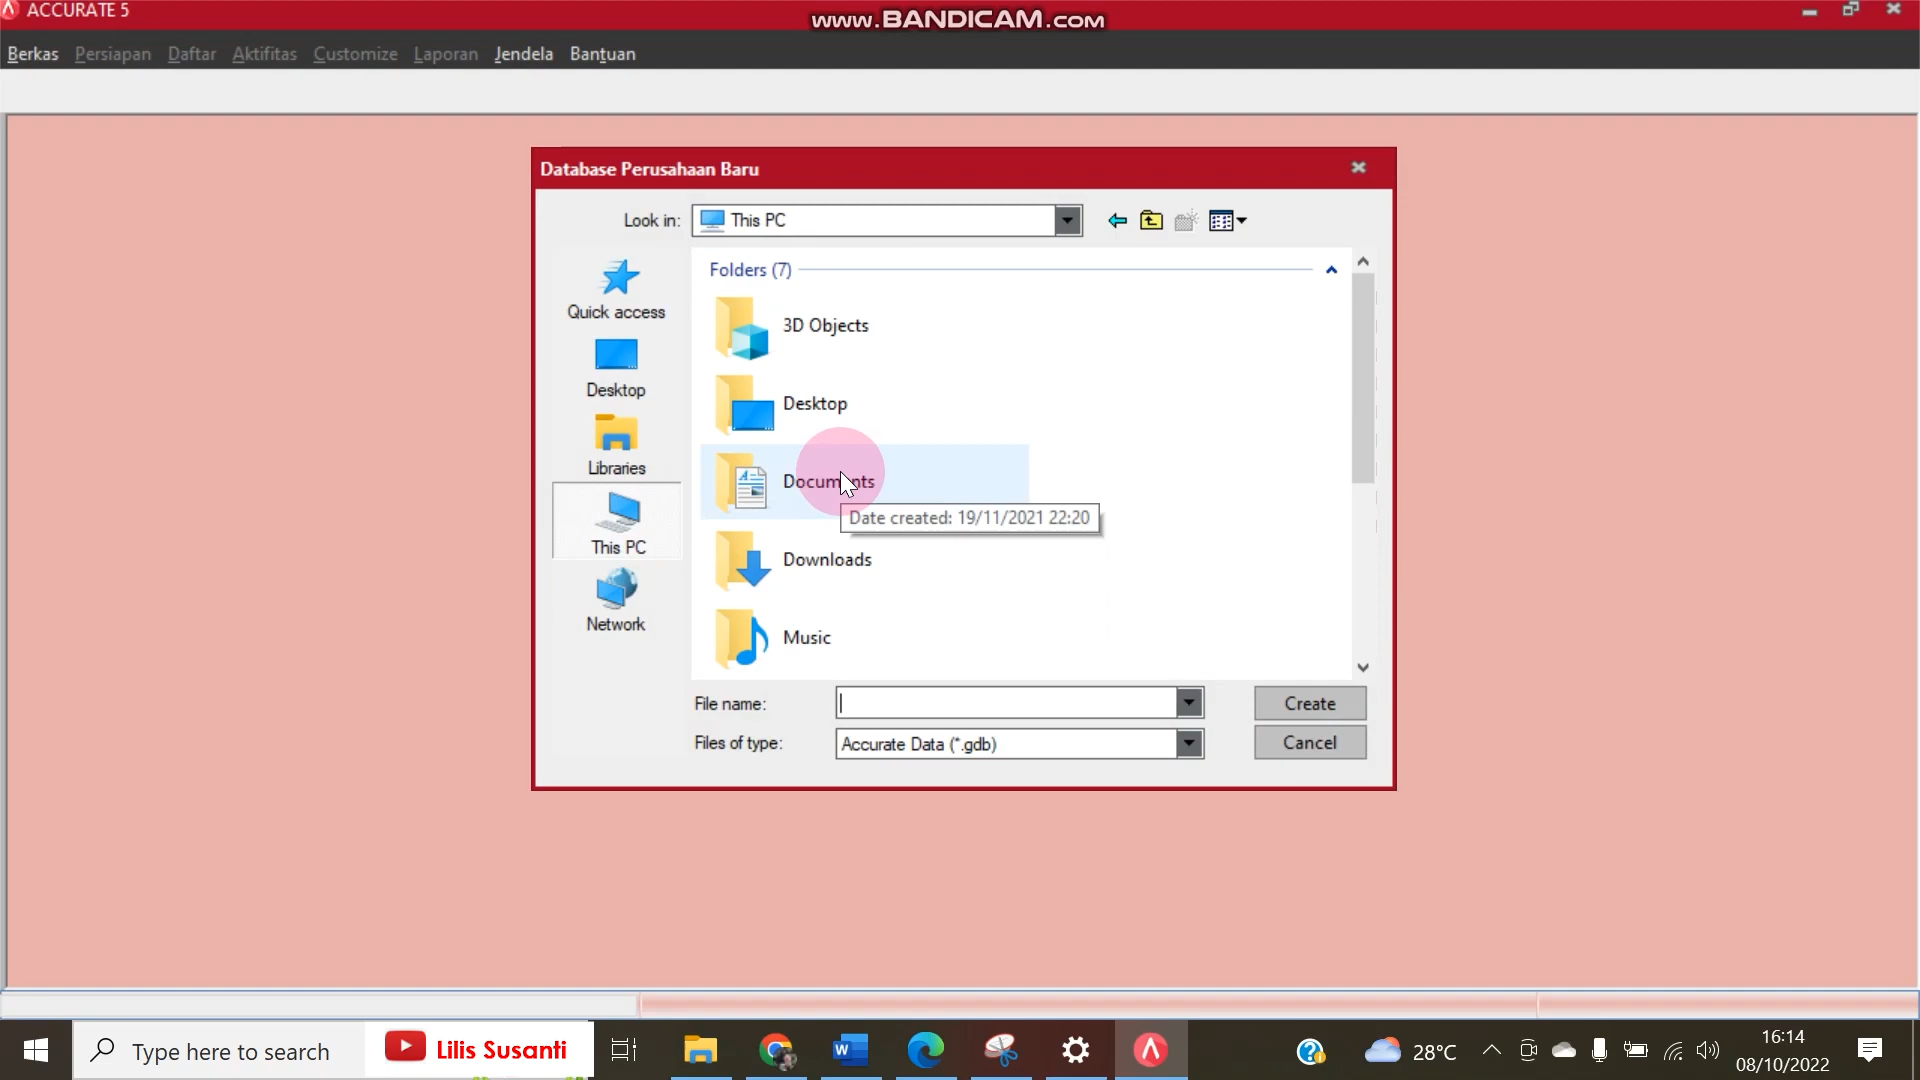 ACCURATE 5
www.BANDICAM.com
Berkas Persiapan Daftar Aktifitas Customize Laporan Jendela Bantuan
Database Perusahaan Baru
Look in: This PC
Folders (7)
Quick access
3D Objects
Desktop
Desktop
Libraries
Documents
Date created: 19/11/2021 22:20
This PC
Downloads
Network
Music
File name: Create
Files of type: Accurate Data (*.gdb) Cancel
Type here to search
Lilis Susanti
28°C
16:14
08/10/2022